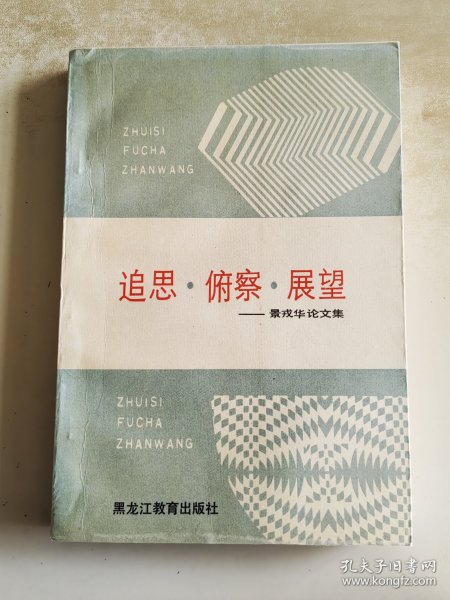 ZHUISI
FUCHA
ZHANWANG
追思·俯察·展望
——景戎华论文集
ZHUISI
FUCHA
ZHANWANG
黑龙江教育出版社
孔夫子旧书网
www.kongfz.com